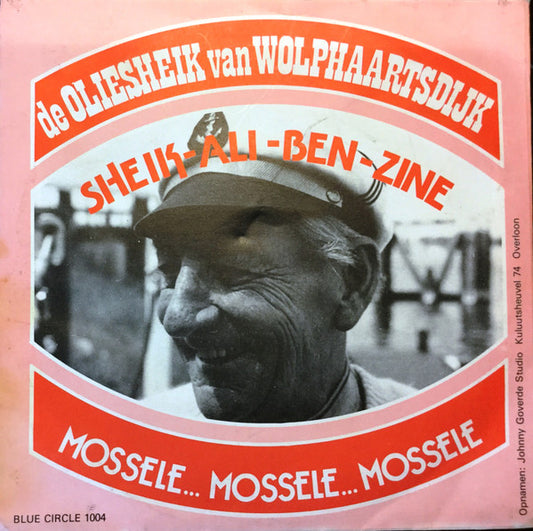 de OLIESHEIK van WOLPHAARTSDIJK
SHEIK-ALI-BEN-ZINE
MOSSELE... MOSSELE... MOSSELE
BLUE CIRCLE 1004
Opnamen: Johnny Goverde Studio Kuluutsheuvel 74 Overloon